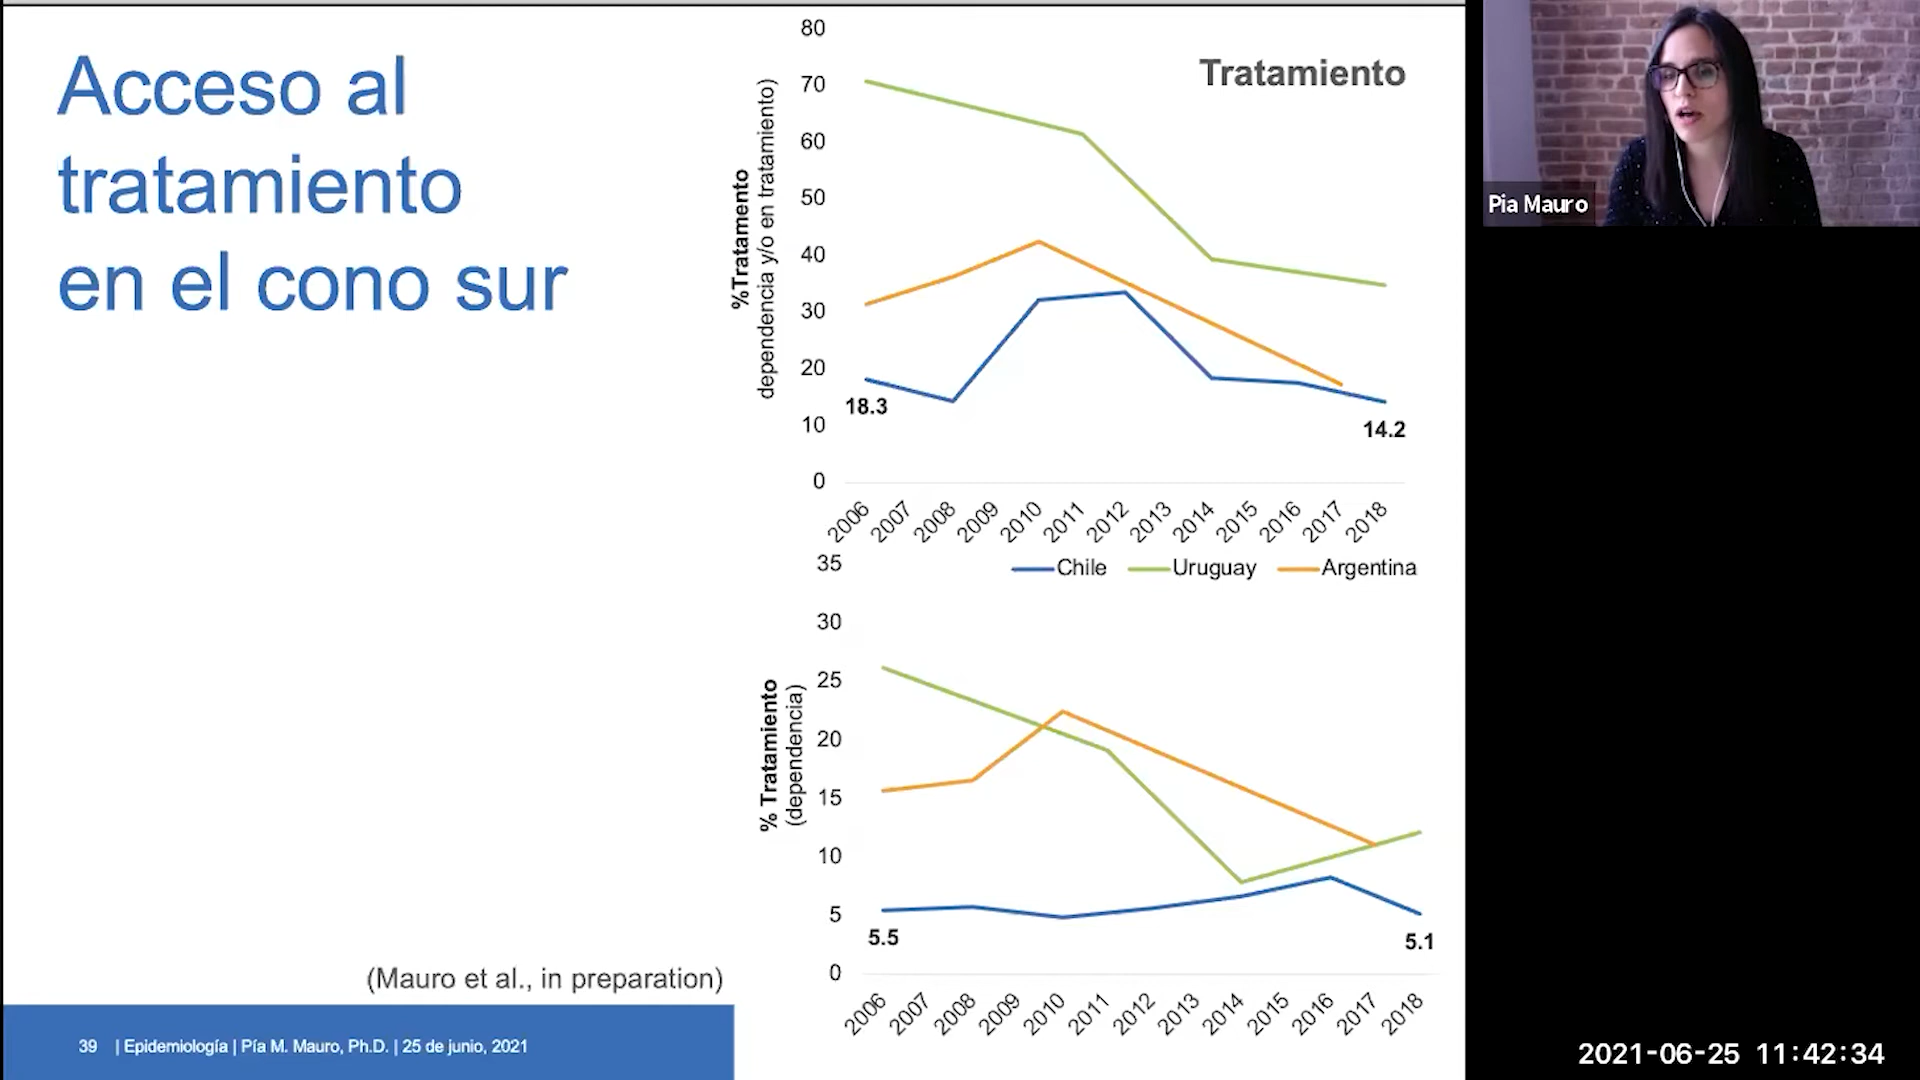 Acceso al
tratamiento
en el cono sur
(Mauro et al., in preparation)
39 | Epidemiología | Pía M. Mauro, Ph.D. | 25 de junio, 2021
Tratamiento
%Tratamento
dependencia y/o en tratamiento)
80
70
60
50
40
30
20
10
0
18.3
14.2
2006 2007 2008 2009 2010 2011 2012 2013 2014 2015 2016 2017 2018
Chile Uruguay Argentina
% Tratamiento
(dependencia)
35
30
25
20
15
10
5
0
5.5
5.1
2006 2007 2008 2009 2010 2011 2012 2013 2014 2015 2016 2017 2018
Pia Mauro
2021-06-25 11:42:34